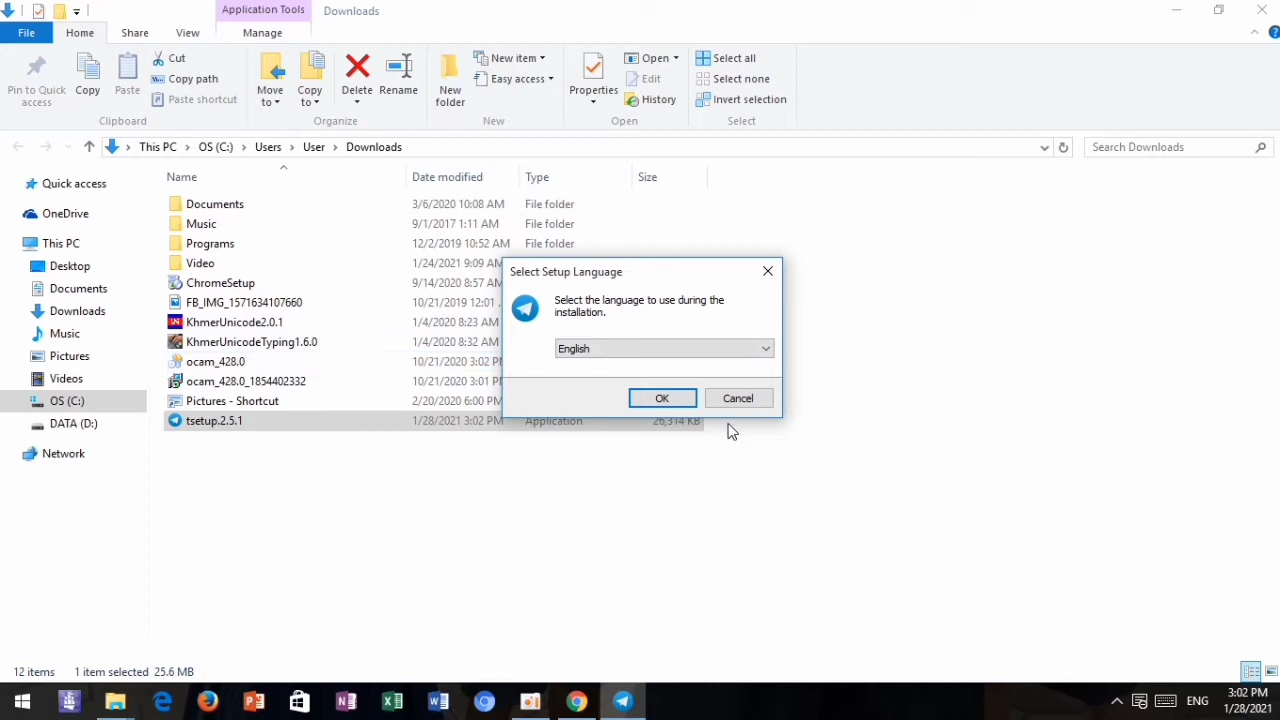 Application Tools Downloads
File Home Share View Manage
Pin to Quick access
Copy
Paste
Cut
Copy path
Paste shortcut
Clipboard
Move to
Copy to
Delete
Rename
Organize
New folder
New item
Easy access
New
Properties
Open
Edit
History
Open
Select all
Select none
Invert selection
Select
This PC OS (C:) Users User Downloads
Search Downloads
Quick access
OneDrive
This PC
Desktop
Documents
Downloads
Music
Pictures
Videos
OS (C:)
DATA (D:)
Network
Name Date modified Type Size
Documents 3/6/2020 10:08 AM File folder
Music 9/1/2017 1:11 AM File folder
Programs 12/2/2019 10:52 AM File folder
Video 1/24/2021 9:09 AM
ChromeSetup 9/14/2020 8:57 AM
FB_IMG_1571634107660 10/21/2019 12:01
KhmerUnicode2.0.1 1/4/2020 8:23 AM
KhmerUnicodeTyping1.6.0 1/4/2020 8:32 AM
ocam_428.0 10/21/2020 3:02 PM
ocam_428.0_1854402332 10/21/2020 3:01 PM
Pictures - Shortcut 2/20/2020 6:00 PM
tsetup.2.5.1 1/28/2021 3:02 PM Application 26,314 KB
Select Setup Language
Select the language to use during the
installation.
English
OK Cancel
12 items 1 item selected 25.6 MB
ENG
3:02 PM
1/28/2021